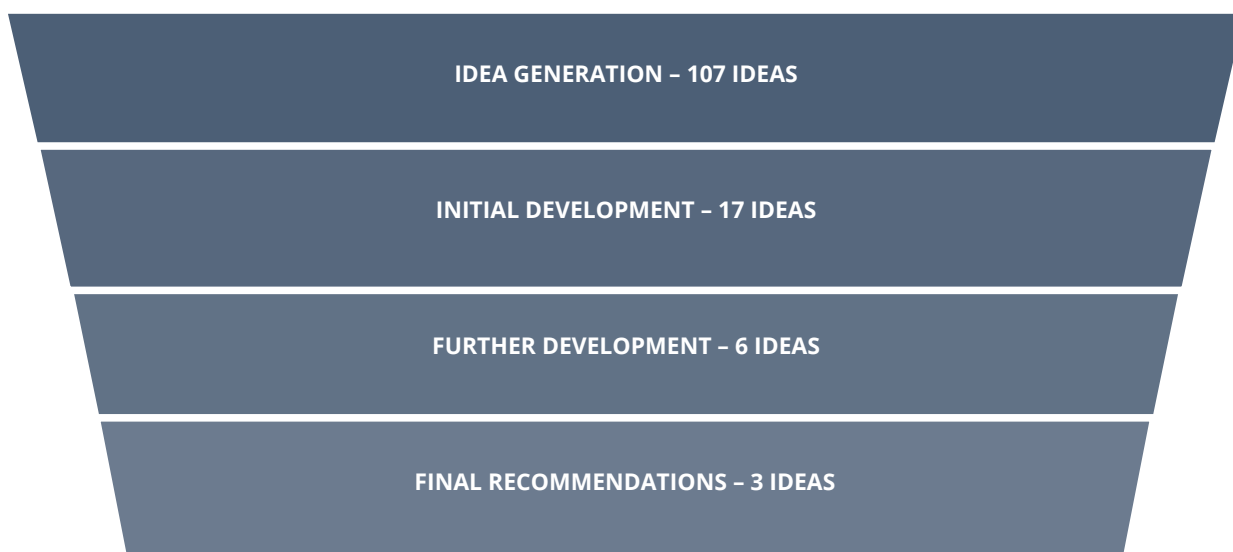 IDEA GENERATION – 107 IDEAS
INITIAL DEVELOPMENT – 17 IDEAS
FURTHER DEVELOPMENT – 6 IDEAS
FINAL RECOMMENDATIONS – 3 IDEAS